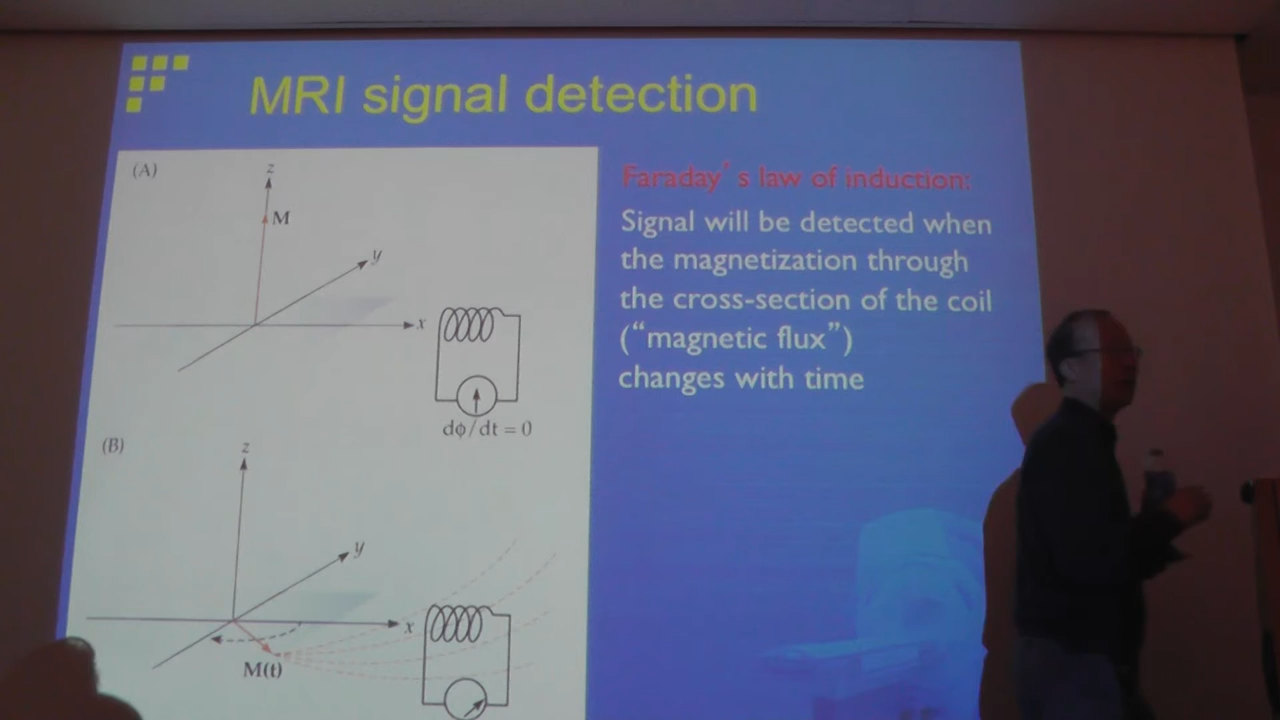 MRI signal detection
(A)
z
M
y
x
dϕ/dt = 0
(B)
z
y
x
M(t)
Faraday’ s law of induction:
Signal will be detected when
the magnetization through
the cross-section of the coil
(“magnetic flux”)
changes with time